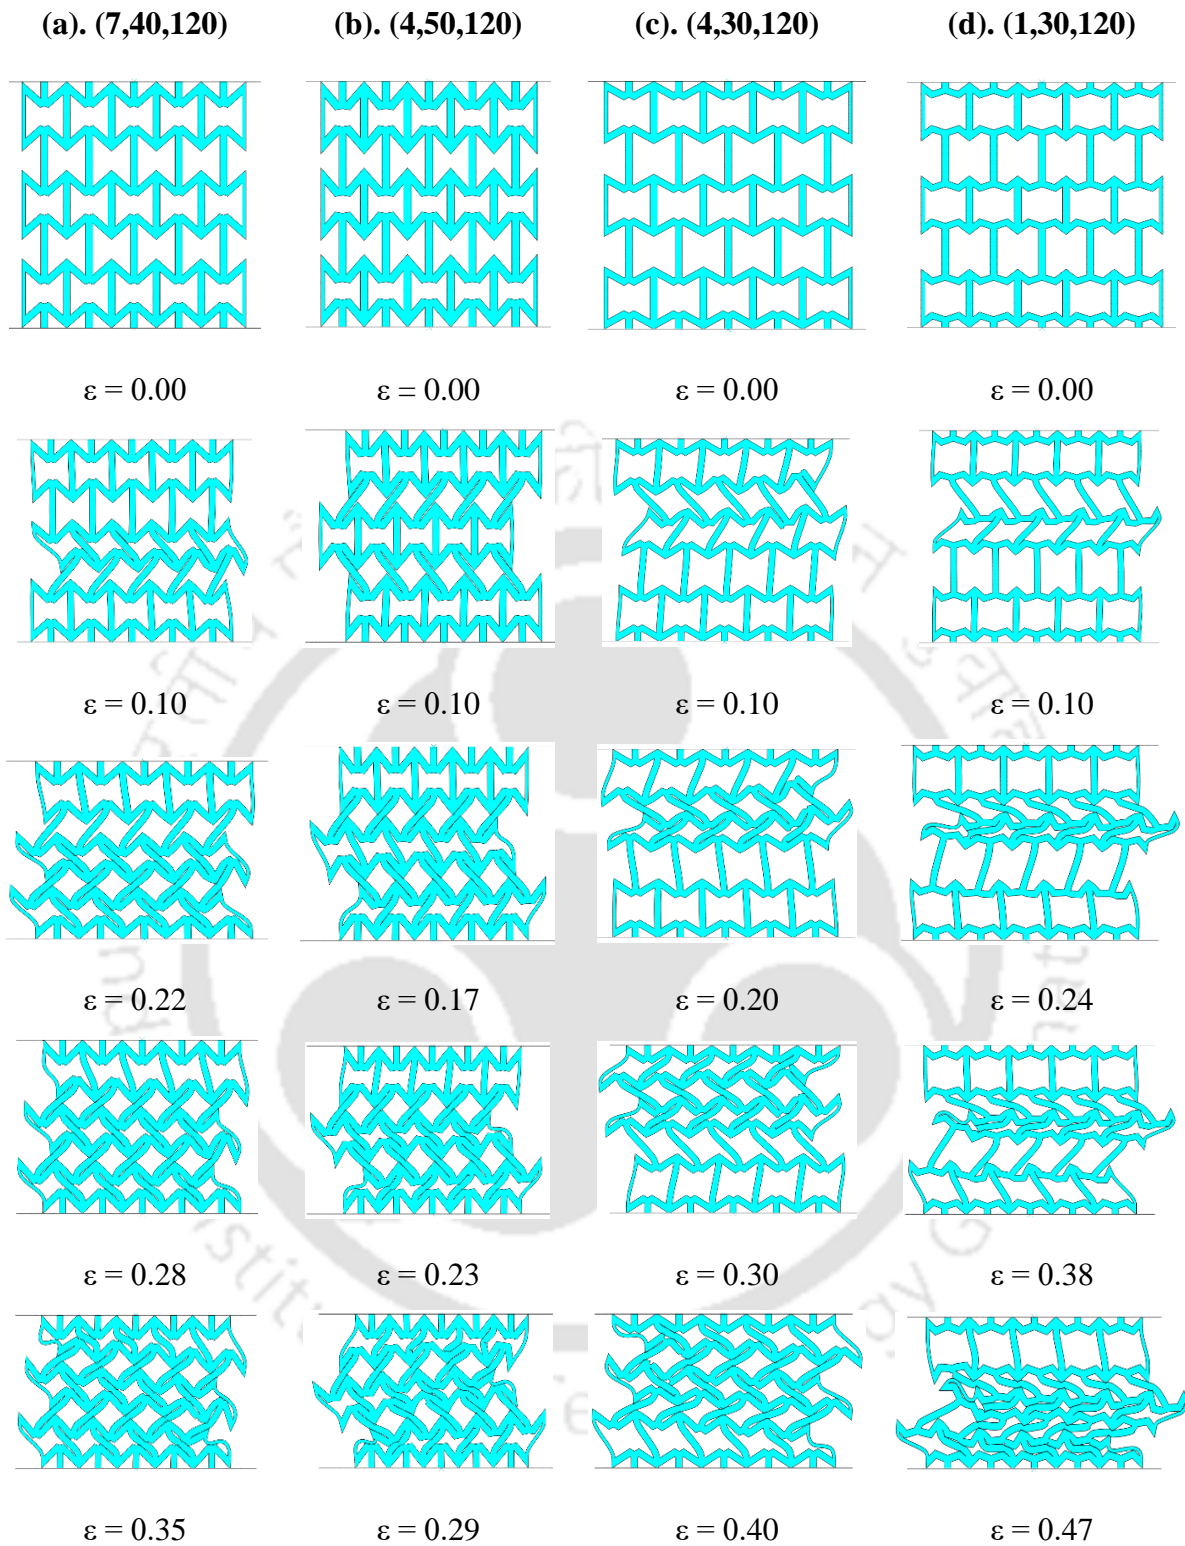 (a). (7,40,120) (b). (4,50,120) (c). (4,30,120) (d). (1,30,120)
ε = 0.00 ε = 0.00 ε = 0.00 ε = 0.00
ε = 0.10 ε = 0.10 ε = 0.10 ε = 0.10
ε = 0.22 ε = 0.17 ε = 0.20 ε = 0.24
ε = 0.28 ε = 0.23 ε = 0.30 ε = 0.38
ε = 0.35 ε = 0.29 ε = 0.40 ε = 0.47